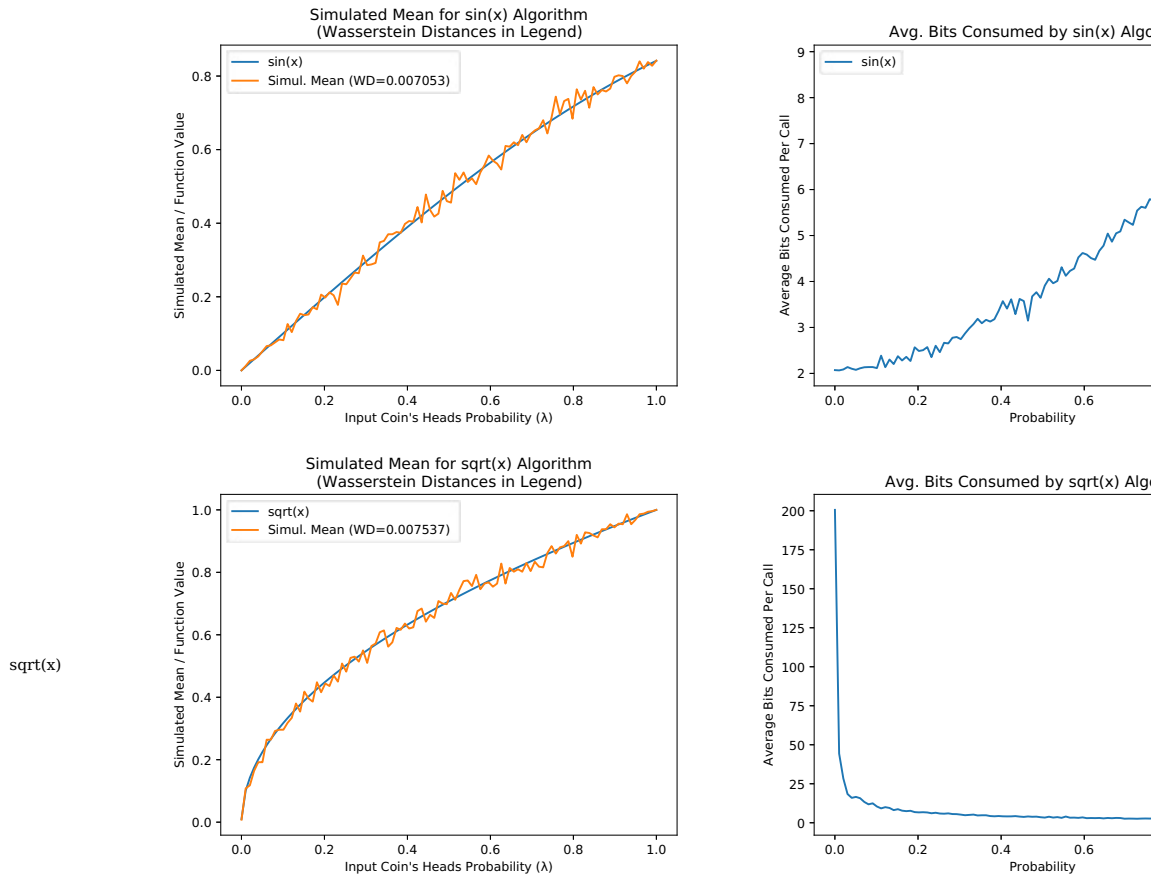 Simulated Mean for sin(x) Algorithm
(Wasserstein Distances in Legend)
sin(x)
Simul. Mean (WD=0.007053)
Simulated Mean / Function Value
0.8
0.6
0.4
0.2
0.0
0.0 0.2 0.4 0.6 0.8 1.0
Input Coin's Heads Probability (λ)
Avg. Bits Consumed by sin(x) Algo
sin(x)
Average Bits Consumed Per Call
9
8
7
6
5
4
3
2
0.0 0.2 0.4 0.6
Probability
sqrt(x)
Simulated Mean for sqrt(x) Algorithm
(Wasserstein Distances in Legend)
sqrt(x)
Simul. Mean (WD=0.007537)
Simulated Mean / Function Value
1.0
0.8
0.6
0.4
0.2
0.0
0.0 0.2 0.4 0.6 0.8 1.0
Input Coin's Heads Probability (λ)
Avg. Bits Consumed by sqrt(x) Algo
Average Bits Consumed Per Call
200
175
150
125
100
75
50
25
0
0.0 0.2 0.4 0.6
Probability